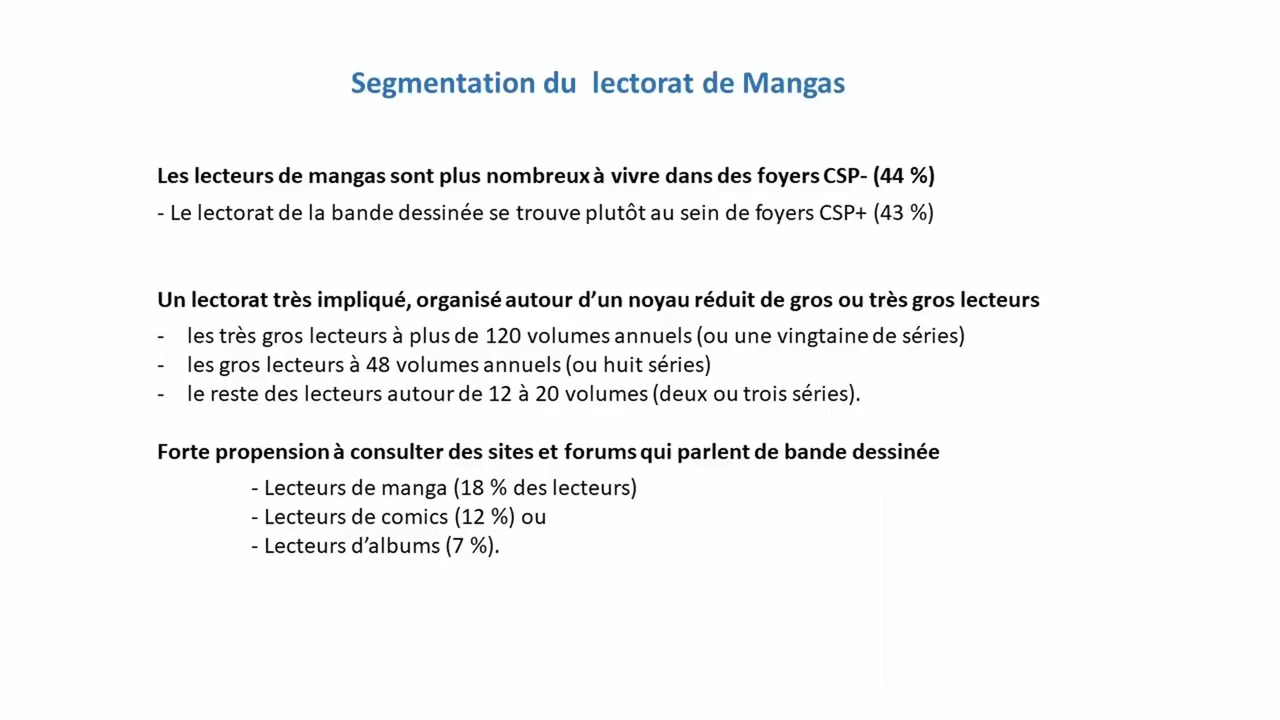 Segmentation du lectorat de Mangas
Les lecteurs de mangas sont plus nombreux à vivre dans des foyers CSP- (44 %)
- Le lectorat de la bande dessinée se trouve plutôt au sein de foyers CSP+ (43 %)
Un lectorat très impliqué, organisé autour d’un noyau réduit de gros ou très gros lecteurs
- les très gros lecteurs à plus de 120 volumes annuels (ou une vingtaine de séries)
- les gros lecteurs à 48 volumes annuels (ou huit séries)
- le reste des lecteurs autour de 12 à 20 volumes (deux ou trois séries).
Forte propension à consulter des sites et forums qui parlent de bande dessinée
- Lecteurs de manga (18 % des lecteurs)
- Lecteurs de comics (12 %) ou
- Lecteurs d’albums (7 %).